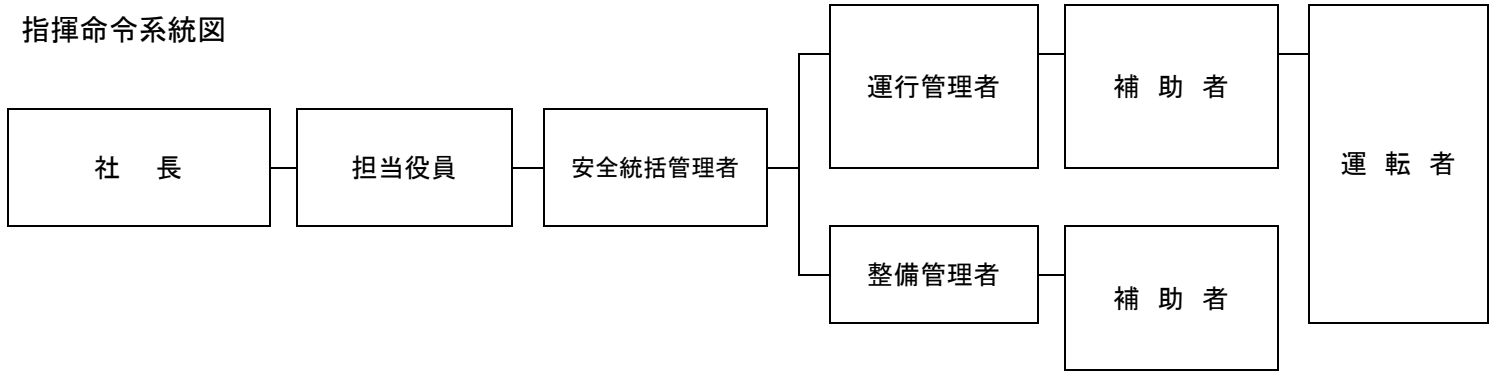 指揮命令系統図
社　長
担当役員
安全統括管理者
運行管理者
補 助 者
運 転 者
整備管理者
補 助 者